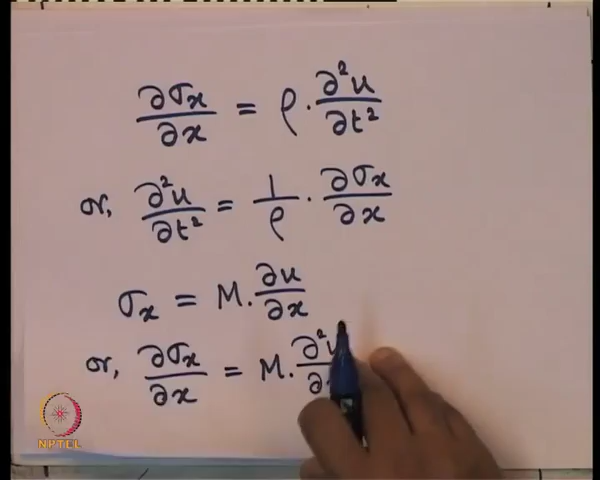 ∂σx/∂x = ρ · ∂²u/∂t²
or, ∂²u/∂t² = 1/ρ · ∂σx/∂x
σx = M · ∂u/∂x
or, ∂σx/∂x = M · ∂²u/∂
NPTEL